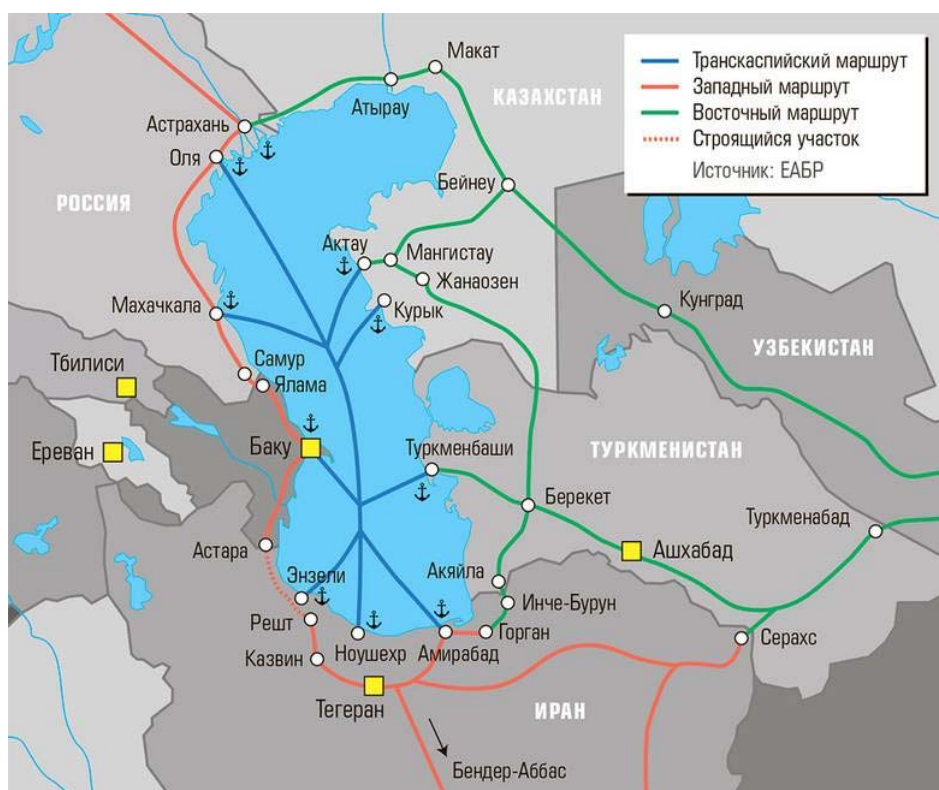 Макат
Транскаспийский маршрут
Западный маршрут
Восточный маршрут
Строящийся участок
Источник: ЕАБР
КАЗАХСТАН
Атырау
Астрахань
Оля
РОССИЯ
Бейнеу
Актау
Мангистау
Жанаозен
Курык
Кунград
Махачкала
УЗБЕКИСТАН
Самур
Ялама
Тбилиси
Ереван
Баку
Туркменбаши
ТУРКМЕНИСТАН
Берекет
Туркменабад
Ашхабад
Астара
Акяйла
Энзели
Инче-Бурун
Решт
Горган
Серахс
Казвин
Ноушехр
Амирабад
Тегеран
ИРАН
Бендер-Аббас